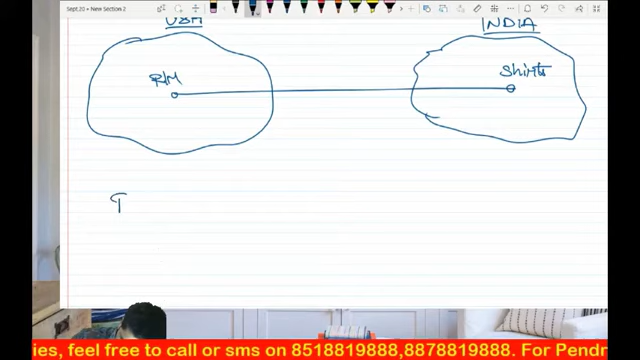 Sept 20 • New Section 2
USA
INDIA
R/M
Shirts
ies, feel free to call or sms on 8518819888,8878819888. For Pendr